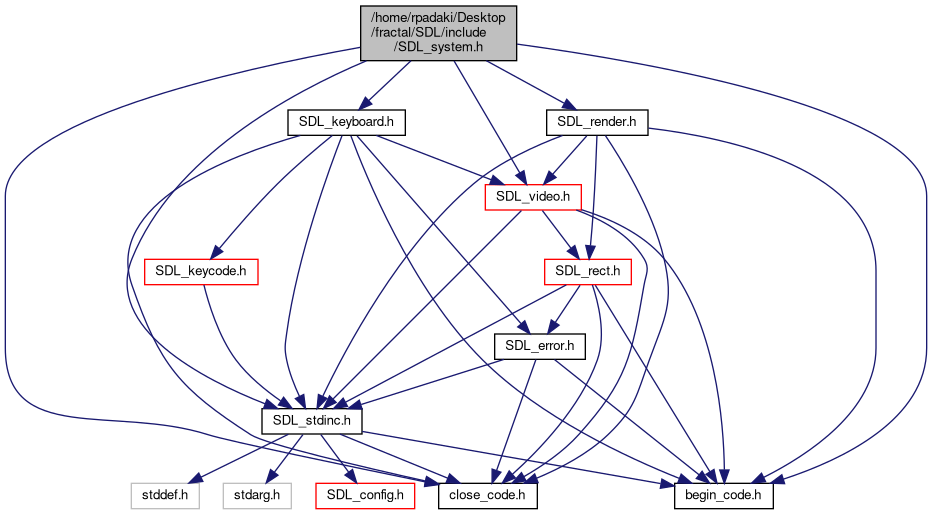 /home/rpadaki/Desktop
/fractal/SDL/include
/SDL_system.h
SDL_keyboard.h
SDL_render.h
SDL_video.h
SDL_keycode.h
SDL_rect.h
SDL_error.h
SDL_stdinc.h
stddef.h
stdarg.h
SDL_config.h
close_code.h
begin_code.h